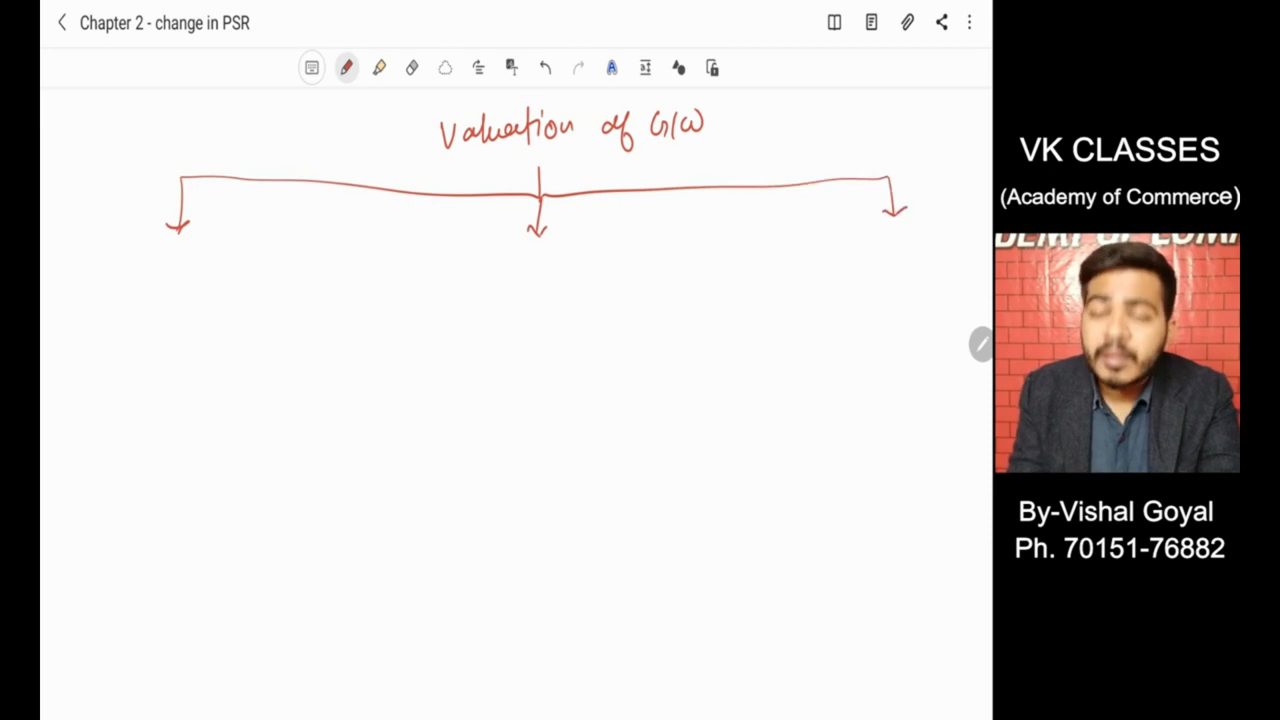 Chapter 2 - change in PSR
Valuation of G/W
VK CLASSES
(Academy of Commerce)
By-Vishal Goyal
Ph. 70151-76882